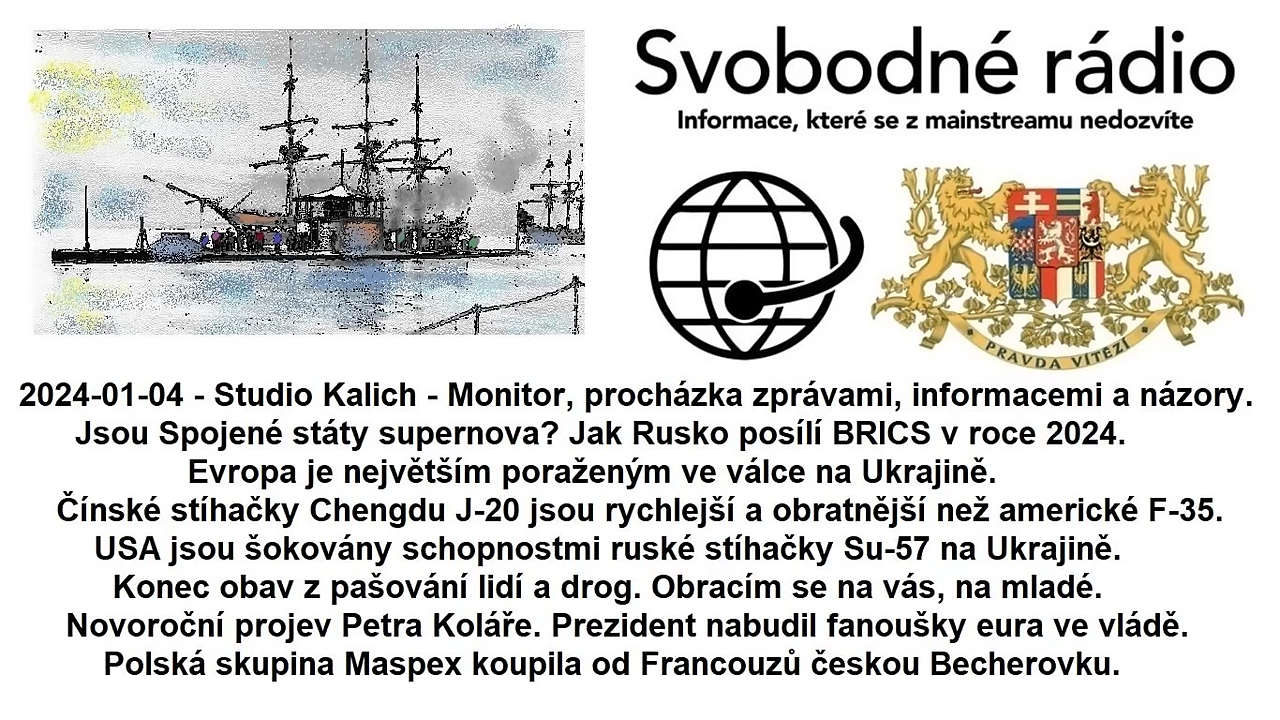 Svobodné rádio
Informace, které se z mainstreamu nedozvíte
PRAVDA VÍTĚZÍ
2024-01-04 - Studio Kalich - Monitor, procházka zprávami, informacemi a názory.
Jsou Spojené státy supernova? Jak Rusko posílí BRICS v roce 2024.
Evropa je největším poraženým ve válce na Ukrajině.
Čínské stíhačky Chengdu J-20 jsou rychlejší a obratnější než americké F-35.
USA jsou šokovány schopnostmi ruské stíhačky Su-57 na Ukrajině.
Konec obav z pašování lidí a drog. Obracím se na vás, na mladé.
Novoroční projev Petra Koláře. Prezident nabudil fanoušky eura ve vládě.
Polská skupina Maspex koupila od Francouzů českou Becherovku.